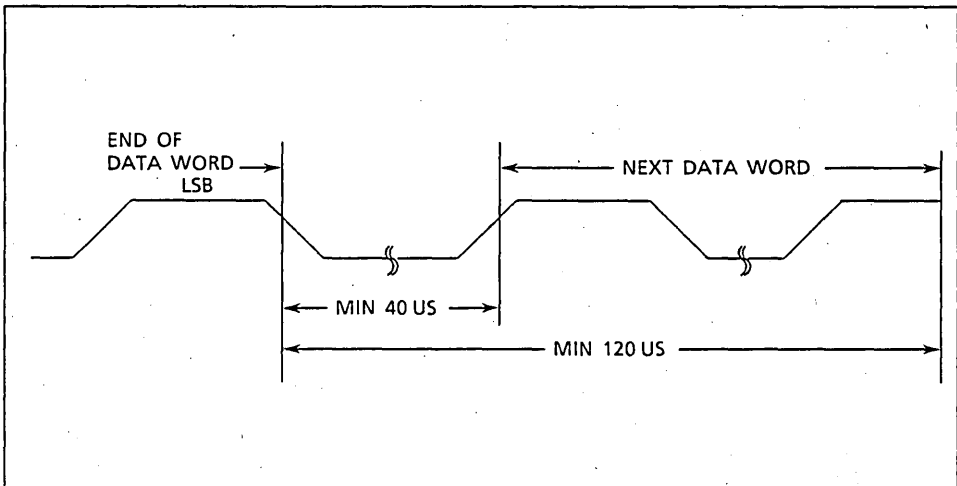 END OF
DATA WORD
LSB
NEXT DATA WORD
MIN 40 US
MIN 120 US